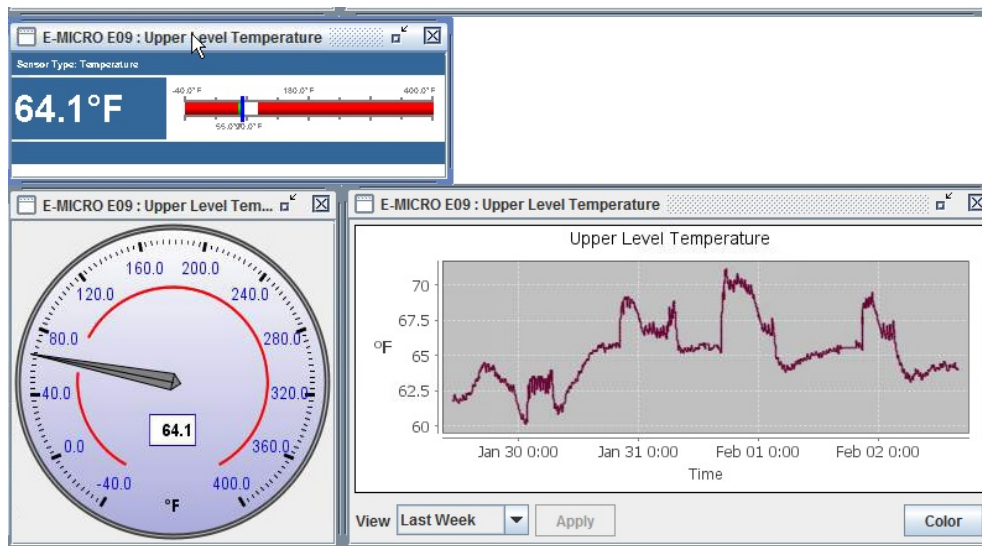 E-MICRO E09 : Upper Level Temperature
Sensor Type: Temperature
64.1°F
-40.0°F 180.0°F 400.0°F
E-MICRO E09 : Upper Level Tem...
160.0 200.0
120.0 240.0
80.0 280.0
40.0 320.0
64.1
0.0 360.0
-40.0 400.0
°F
E-MICRO E09 : Upper Level Temperature
Upper Level Temperature
70
67.5
°F
65
62.5
60
Jan 30 0:00 Jan 31 0:00 Feb 01 0:00 Feb 02 0:00
Time
View Last Week Apply Color